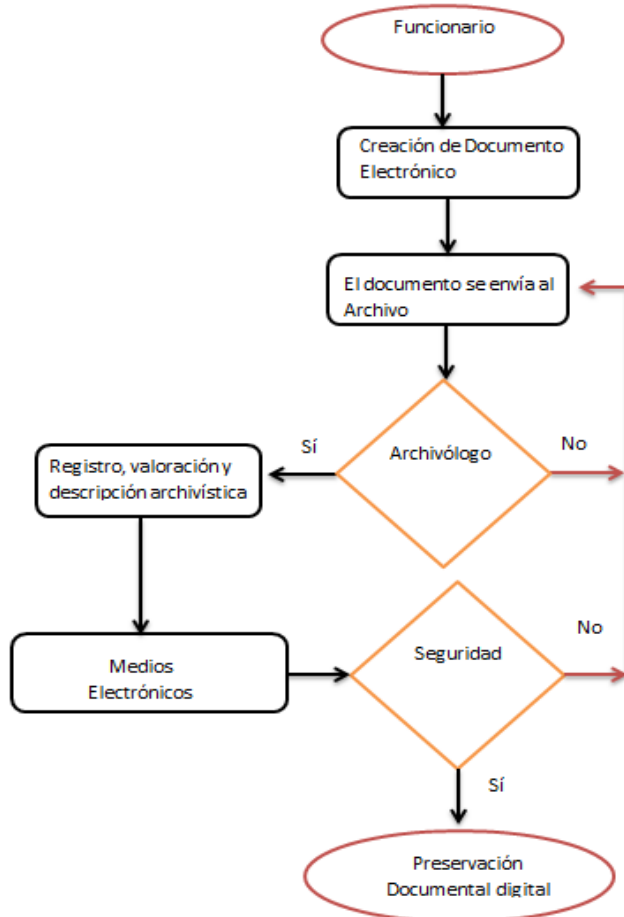 Funcionario
Creación de Documento
Electrónico
El documento se envía al
Archivo
Archivólogo
Sí
No
Registro, valoración y
descripción archivística
Medios
Electrónicos
Seguridad
No
Sí
Preservación
Documental digital